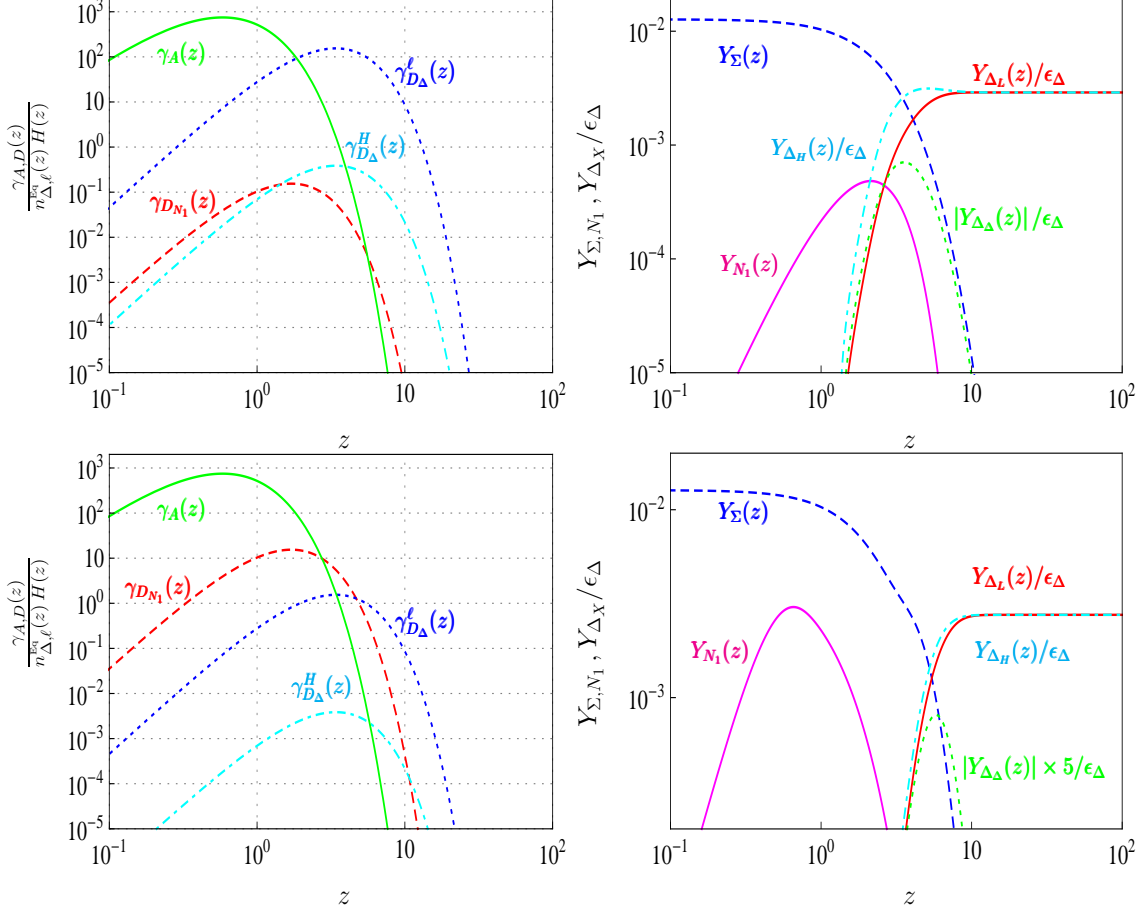 10³
10²
10
10⁰
10⁻¹
10⁻²
10⁻³
10⁻⁴
10⁻⁵
γ_A(z)
γ^ℓ_{D_Δ}(z)
γ^H_{D_Δ}(z)
γ_{D_{N_1}}(z)
10⁻¹ 10⁰ 10 10²
z
γ_{A,D}(z)
n^{Eq}_{Δ,ℓ}(z) H(z)
10⁻²
10⁻³
10⁻⁴
10⁻⁵
Y_Σ(z)
Y_{Δ_L}(z)/ϵ_Δ
Y_{Δ_H}(z)/ϵ_Δ
|Y_{Δ_Δ}(z)|/ϵ_Δ
Y_{N_1}(z)
10⁻¹ 10⁰ 10 10²
z
Y_{Σ,N_1}, Y_{Δ_X}/ϵ_Δ
10³
10²
10
10⁰
10⁻¹
10⁻²
10⁻³
10⁻⁴
10⁻⁵
γ_A(z)
γ_{D_{N_1}}(z)
γ^ℓ_{D_Δ}(z)
γ^H_{D_Δ}(z)
10⁻¹ 10⁰ 10 10²
z
γ_{A,D}(z)
n^{Eq}_{Δ,ℓ}(z) H(z)
10⁻²
10⁻³
Y_Σ(z)
Y_{Δ_L}(z)/ϵ_Δ
Y_{N_1}(z)
Y_{Δ_H}(z)/ϵ_Δ
|Y_{Δ_Δ}(z)| × 5/ϵ_Δ
10⁻¹ 10⁰ 10 10²
z
Y_{Σ,N_1}, Y_{Δ_X}/ϵ_Δ